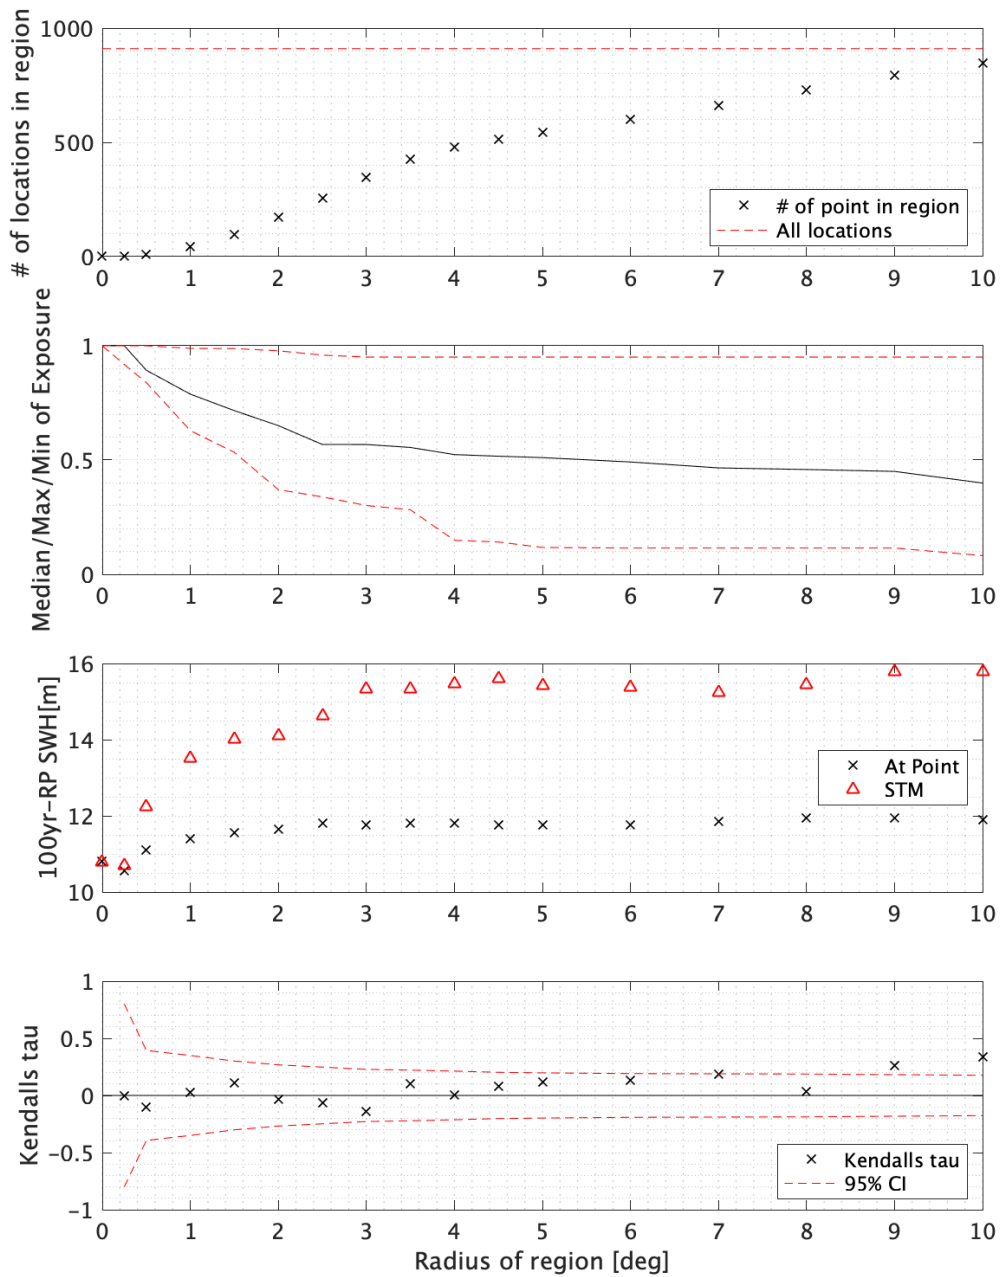 # of locations in region
1000
500
0
# of point in region
All locations
0 1 2 3 4 5 6 7 8 9 10
Median/Max/Min of Exposure
1
0.5
0
0 1 2 3 4 5 6 7 8 9 10
100yr-RP SWH[m]
16
14
12
10
At Point
STM
0 1 2 3 4 5 6 7 8 9 10
Kendalls tau
1
0.5
0
-0.5
-1
Kendalls tau
95% CI
0 1 2 3 4 5 6 7 8 9 10
Radius of region [deg]